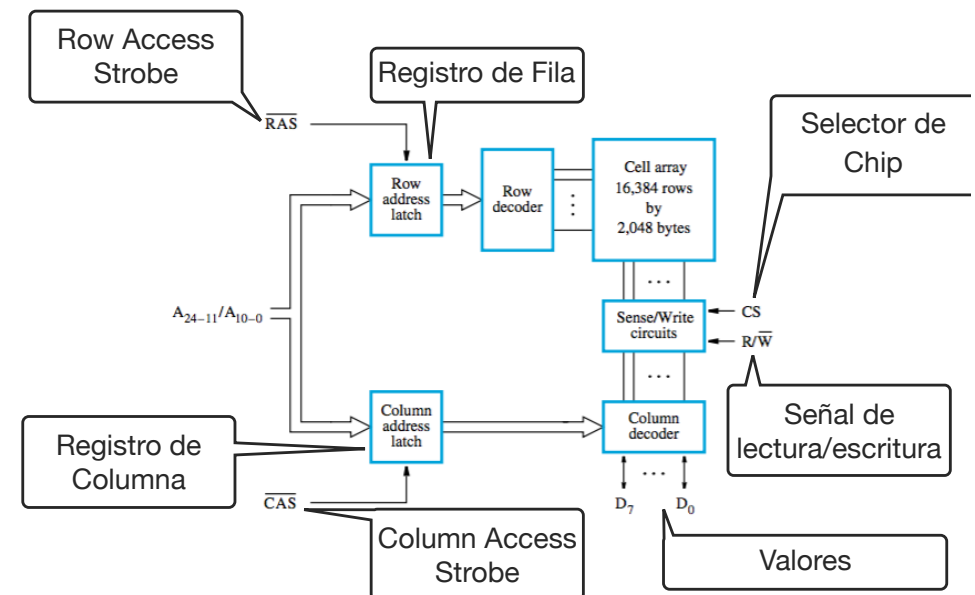 Row Access
Strobe
Registro de Fila
Selector de
Chip
RAS
Row
address
latch
Row
decoder
Cell array
16,384 rows
by
2,048 bytes
A24–11/A10–0
Sense/Write
circuits
CS
R/W
Column
address
latch
Column
decoder
Señal de
lectura/escritura
Registro de
Columna
CAS
D7
D0
Column Access
Strobe
Valores